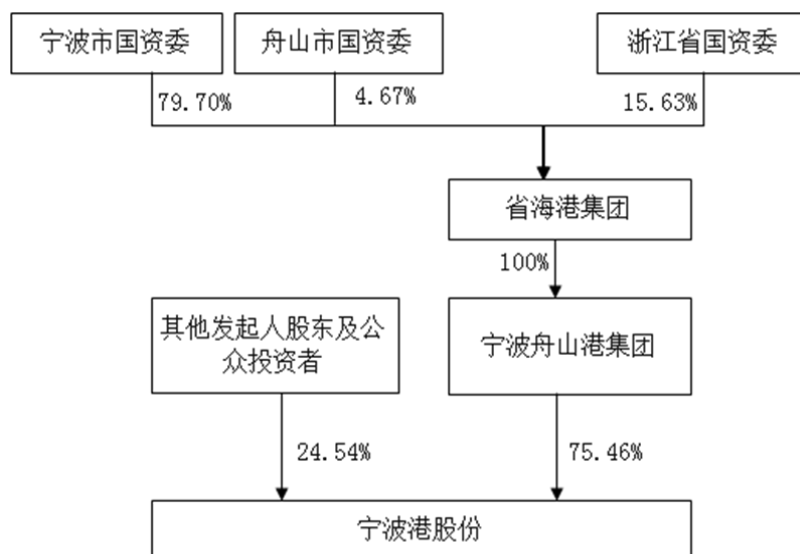 宁波市国资委
舟山市国资委
浙江省国资委
79.70%
4.67%
15.63%
省海港集团
100%
其他发起人股东及公
众投资者
宁波舟山港集团
24.54%
75.46%
宁波港股份